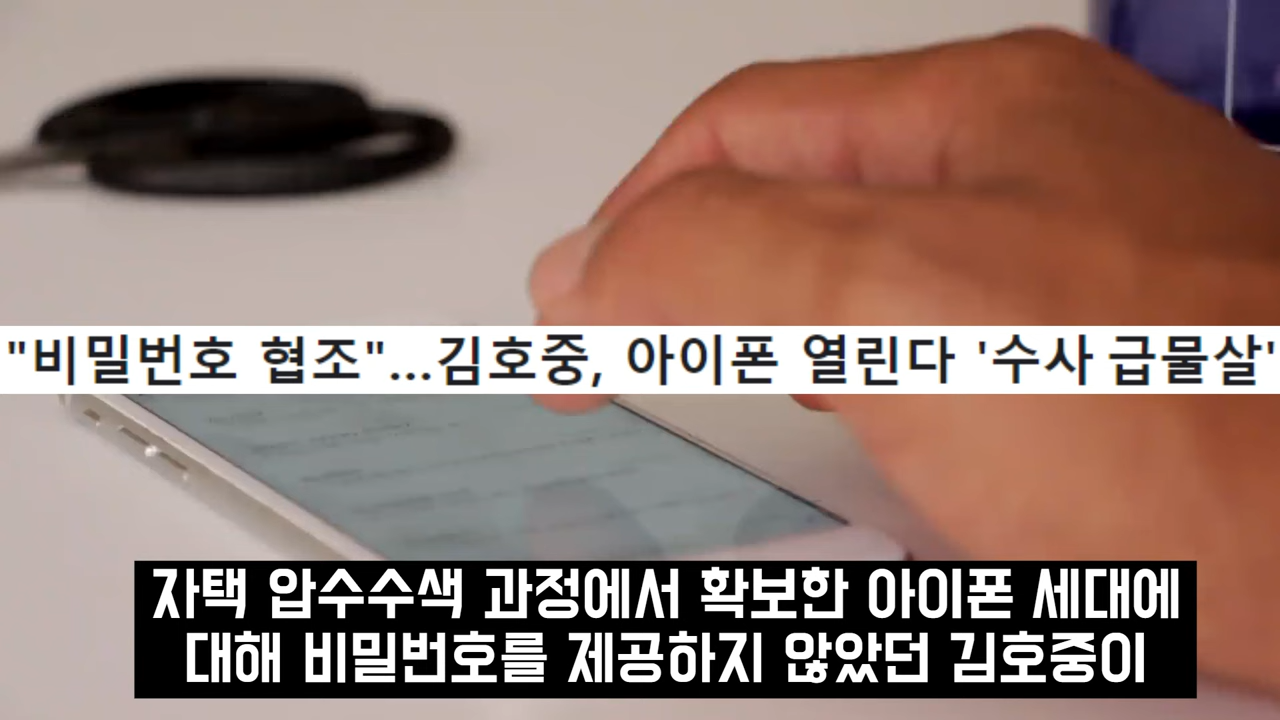 "비밀번호 협조"...김호중, 아이폰 열린다 '수사 급물살'
자택 압수수색 과정에서 확보한 아이폰 세대에
대해 비밀번호를 제공하지 않았던 김호중이